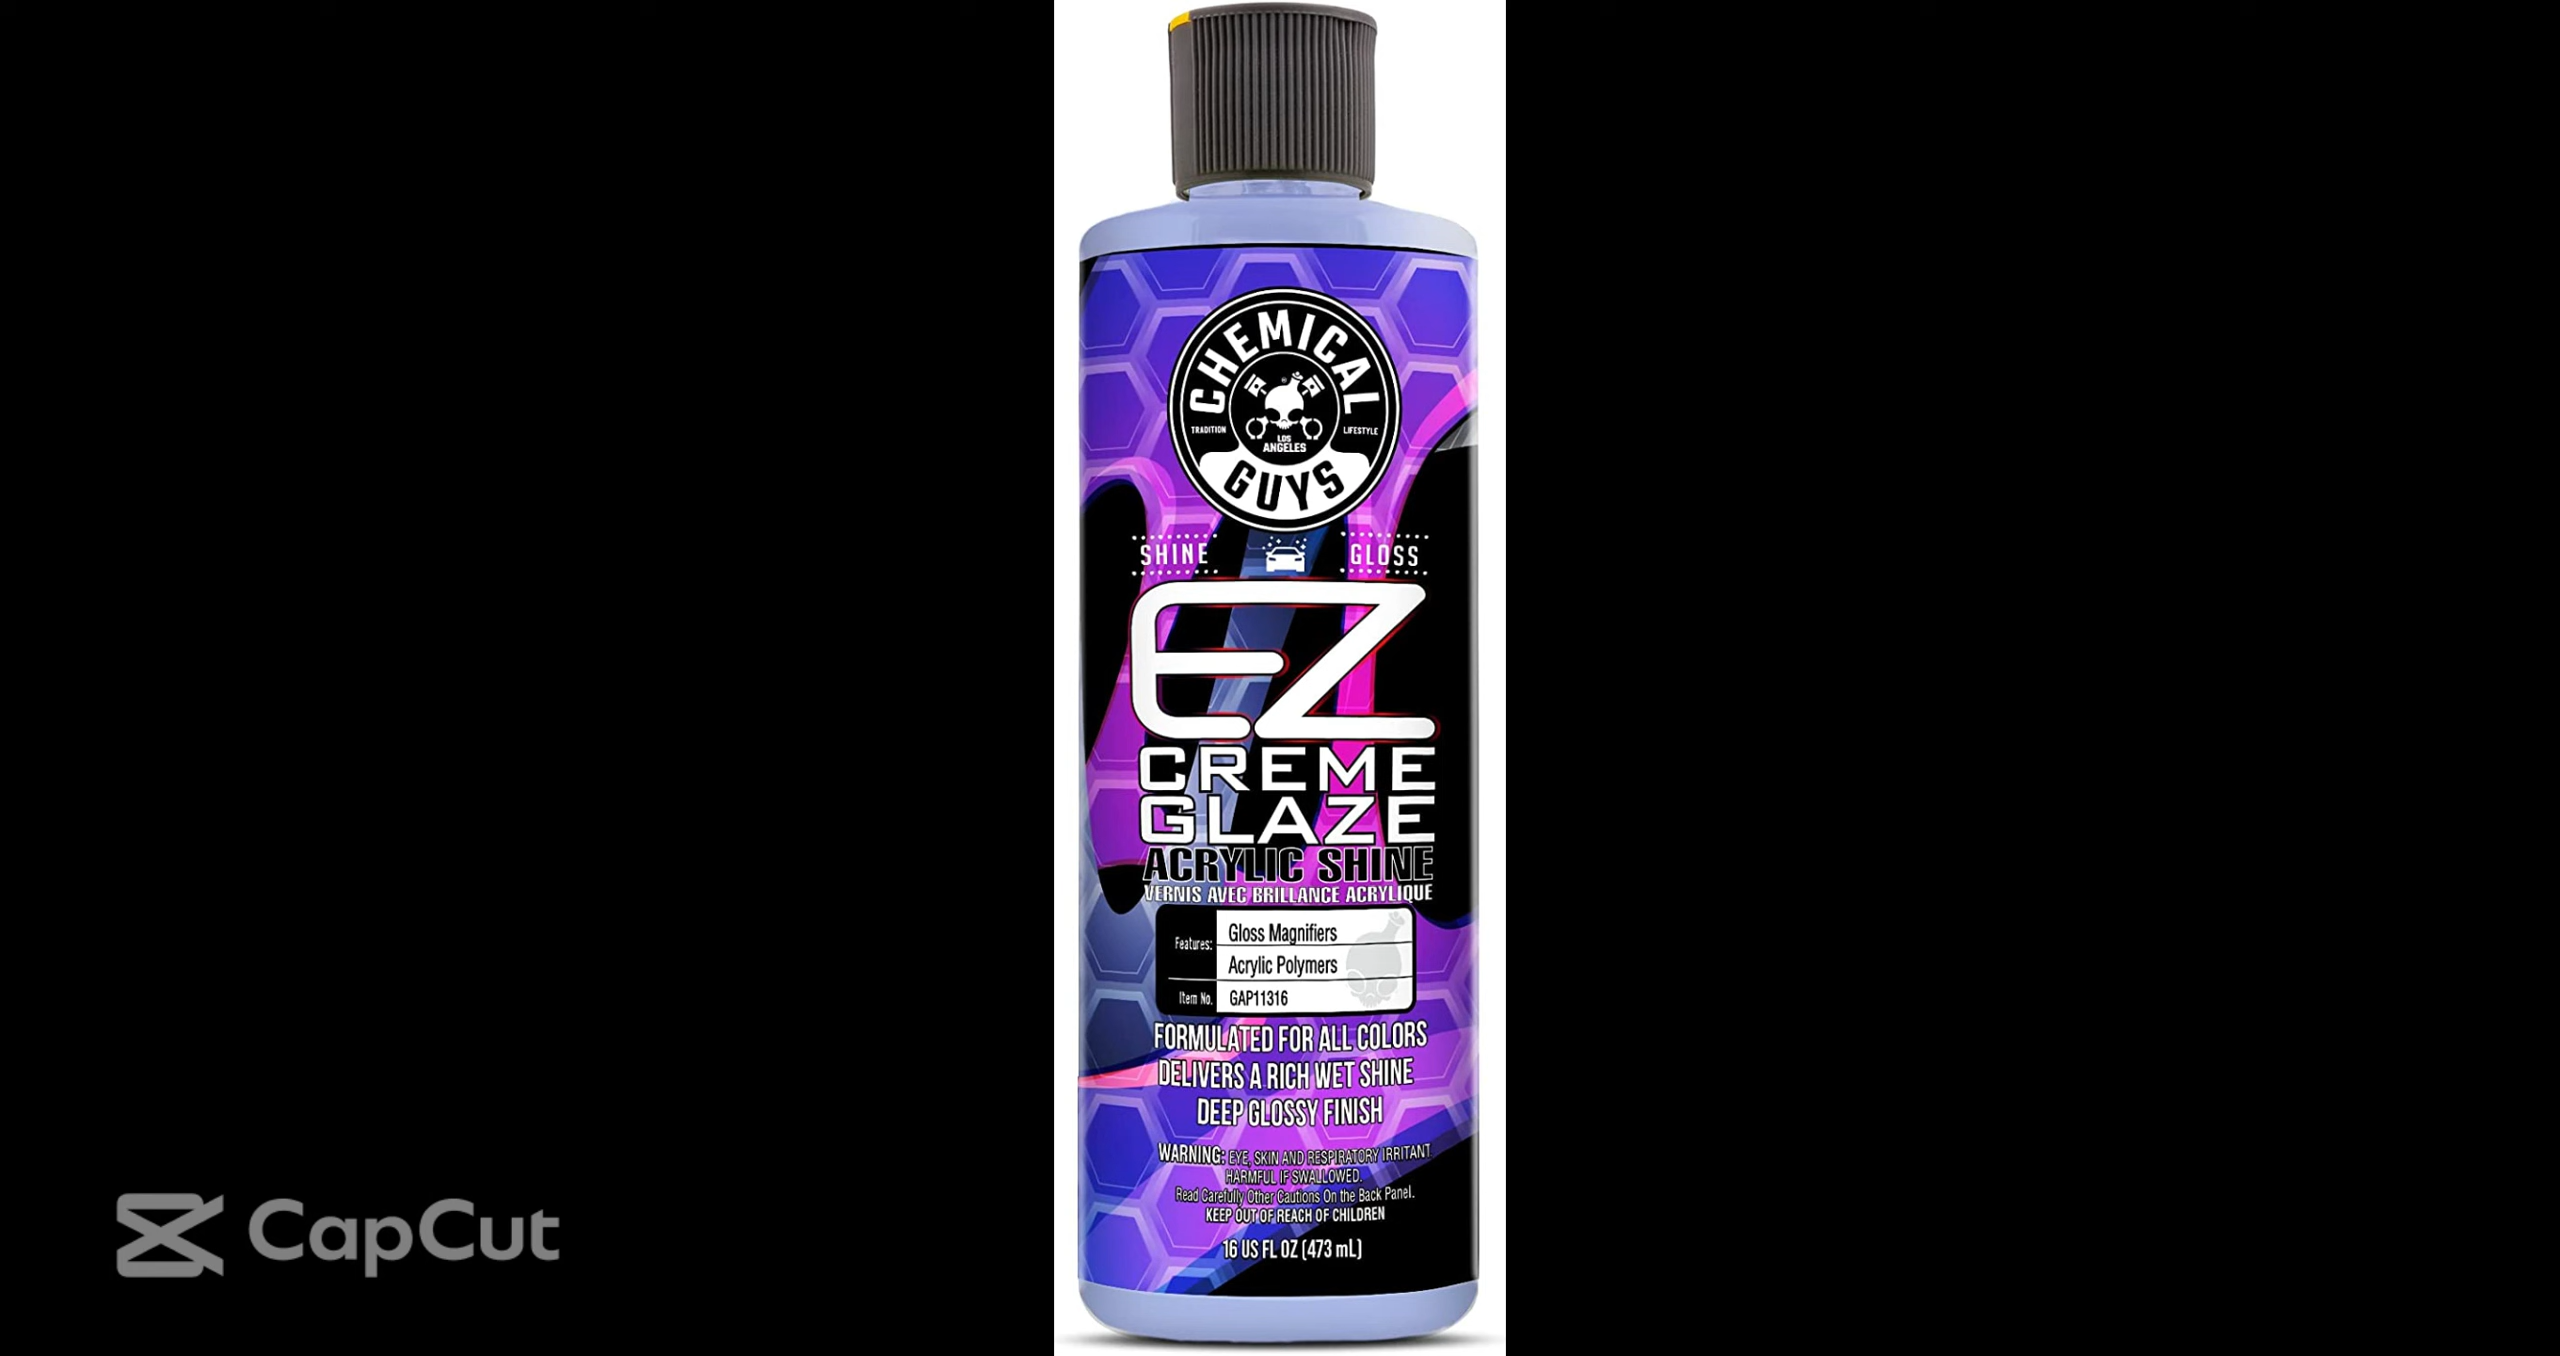 CHEMICAL
TRADITION
LIFESTYLE
LOS
ANGELES
GUYS
SHINE
GLOSS
EZ
CREME
GLAZE
ACRYLIC SHINE
VERNIS AVEC BRILLANCE ACRYLIQUE
Features: Gloss Magnifiers
Acrylic Polymers
Item No. GAP11316
FORMULATED FOR ALL COLORS
DELIVERS A RICH WET SHINE
DEEP GLOSSY FINISH
WARNING: EYE, SKIN AND RESPIRATORY IRRITANT.
HARMFUL IF SWALLOWED.
Read Carefully Other Cautions On the Back Panel.
KEEP OUT OF REACH OF CHILDREN
16 US FL OZ (473 mL)
CapCut